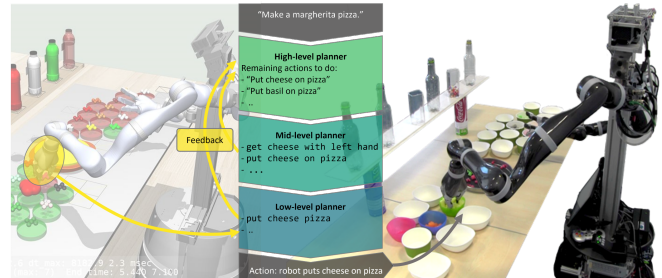 “Make a margherita pizza.”
High-level planner
Remaining actions to do:
- “Put cheese on pizza”
- “Put basil on pizza”
- ..
Feedback
Mid-level planner
- get cheese with left hand
- put cheese on pizza
- ...
Low-level planner
- put cheese pizza
- ..
Action: robot puts cheese on pizza